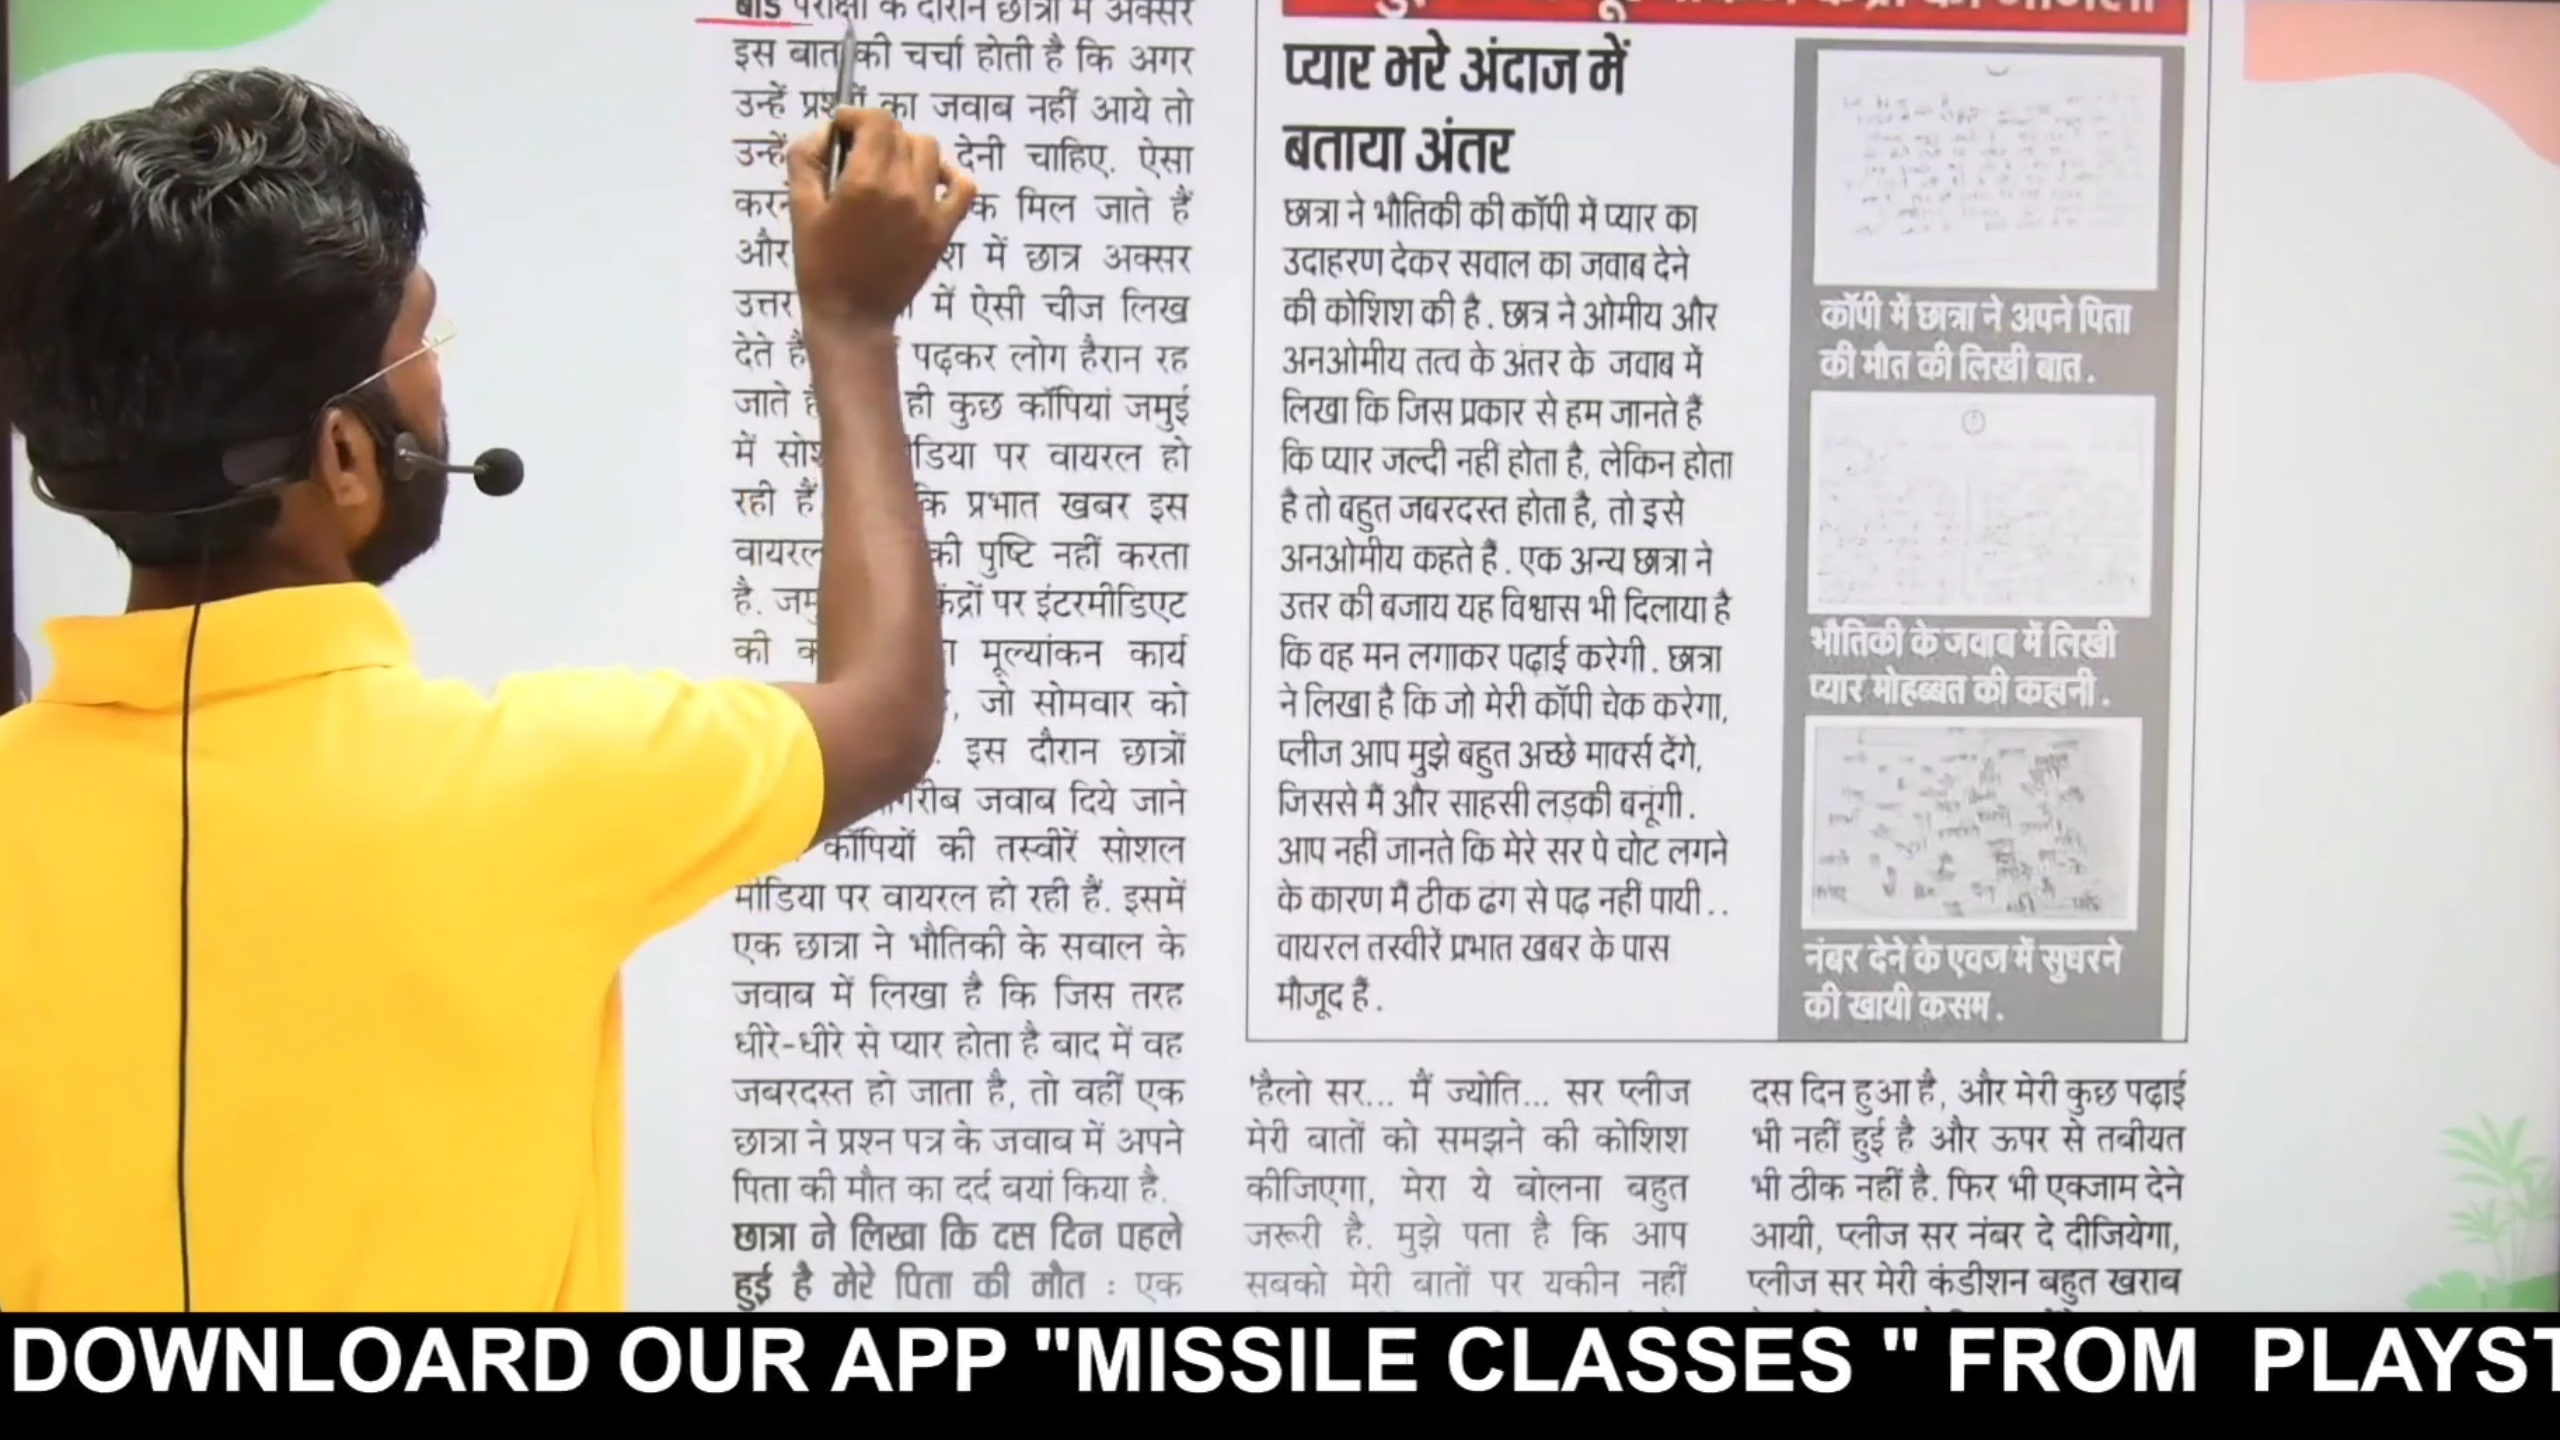 परीक्षा के दौरान छात्रों में अक्सर
इस बात की चर्चा होती है कि अगर
उन्हें प्रश्नों का जवाब नहीं आये तो
उन्हें देनी चाहिए. ऐसा
मिल जाते हैं
और में छात्र अक्सर
उत्तर में ऐसी चीज लिख
देते पढ़कर लोग हैरान रह
जाते ही कुछ कॉपियां जमुई
में पर वायरल हो
रही प्रभात खबर इस
वायरल की पुष्टि नहीं करता
है. केंद्रों पर इंटरमीडिएट
की मूल्यांकन कार्य
जो सोमवार को
इस दौरान छात्रों
जवाब दिये जाने
कॉपियों की तस्वीरें सोशल
मीडिया पर वायरल हो रही हैं. इसमें
एक छात्रा ने भौतिकी के सवाल के
जवाब में लिखा है कि जिस तरह
धीरे-धीरे से प्यार होता है बाद में वह
जबरदस्त हो जाता है, तो वहीं एक
छात्रा ने प्रश्न पत्र के जवाब में अपने
पिता की मौत का दर्द बयां किया है.
छात्रा ने लिखा कि दस दिन पहले
हुई है मेरे पिता की मौत : एक
प्यार भरे अंदाज में
बताया अंतर
छात्रा ने भौतिकी की कॉपी में प्यार का
उदाहरण देकर सवाल का जवाब देने
की कोशिश की है. छात्र ने ओमीय और
अनओमीय तत्व के अंतर के जवाब में
लिखा कि जिस प्रकार से हम जानते हैं
कि प्यार जल्दी नहीं होता है, लेकिन होता
है तो बहुत जबरदस्त होता है, तो इसे
अनओमीय कहते हैं. एक अन्य छात्रा ने
उत्तर की बजाय यह विश्वास भी दिलाया है
कि वह मन लगाकर पढ़ाई करेगी. छात्रा
ने लिखा है कि जो मेरी कॉपी चेक करेगा,
प्लीज आप मुझे बहुत अच्छे मार्क्स देंगे,
जिससे मैं और साहसी लड़की बनूंगी.
आप नहीं जानते कि मेरे सर पे चोट लगने
के कारण मैं ठीक ढंग से पढ़ नहीं पायी..
वायरल तस्वीरें प्रभात खबर के पास
मौजूद हैं.
कॉपी में छात्रा ने अपने पिता
की मौत की लिखी बात.
भौतिकी के जवाब में लिखी
प्यार मोहब्बत की कहानी.
नंबर देने के एवज में सुधरने
की खायी कसम.
'हैलो सर... मैं ज्योति... सर प्लीज
मेरी बातों को समझने की कोशिश
कीजिएगा, मेरा ये बोलना बहुत
जरूरी है. मुझे पता है कि आप
सबको मेरी बातों पर यकीन नहीं
दस दिन हुआ है, और मेरी कुछ पढ़ाई
भी नहीं हुई है और ऊपर से तबीयत
भी ठीक नहीं है. फिर भी एक्जाम देने
आयी, प्लीज सर नंबर दे दीजियेगा,
प्लीज सर मेरी कंडीशन बहुत खराब
DOWNLOARD OUR APP "MISSILE CLASSES " FROM PLAYST